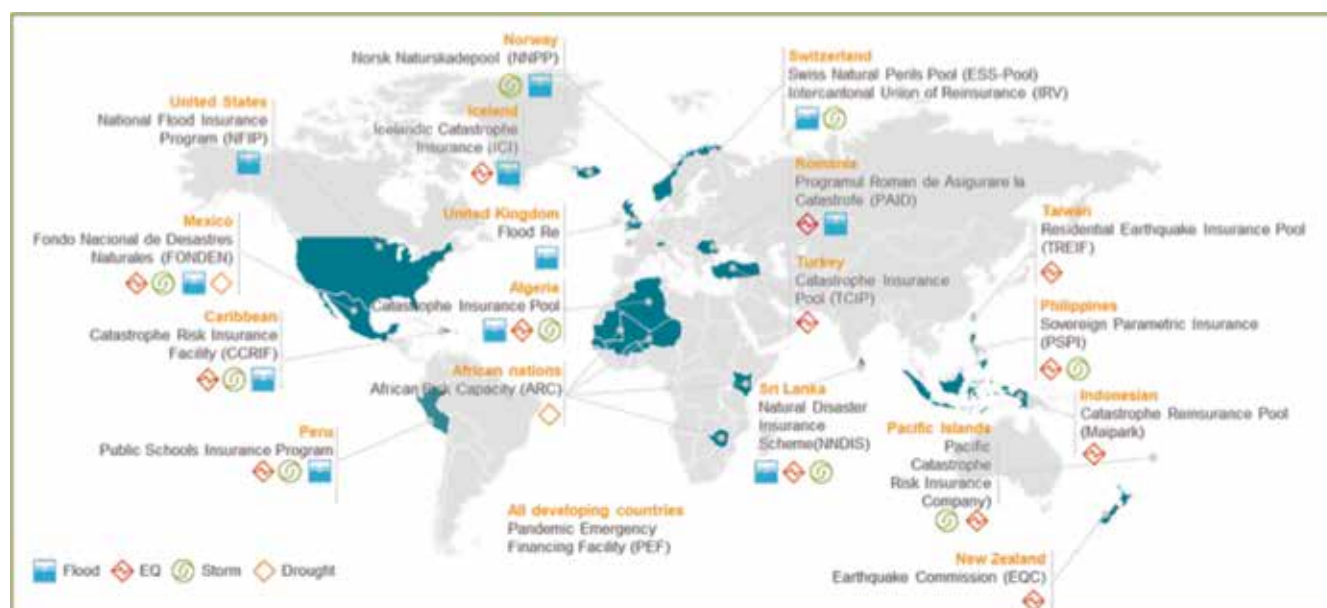 Norway
Norsk Naturskadepool (NNPP)
Switzerland
Swiss Natural Perils Pool (ESS-Pool)
Intercantonal Union of Reinsurance (IRV)
United States
National Flood Insurance
Program (NFIP)
Iceland
Icelandic Catastrophe
Insurance (ICI)
Romania
Programul Roman de Asigurare la
Catastrofe (PAID)
United Kingdom
Flood Re
Mexico
Fondo Nacional de Desastres
Naturales (FONDEN)
Taiwan
Residential Earthquake Insurance Pool
(TREIF)
Turkey
Catastrophe Insurance
Pool (TCIP)
Algeria
Catastrophe Insurance Pool
Caribbean
Catastrophe Risk Insurance
Facility (CCRIF)
Philippines
Sovereign Parametric Insurance
(PSPI)
African nations
African Risk Capacity (ARC)
Sri Lanka
Natural Disaster
Insurance
Scheme(NNDIS)
Indonesian
Catastrophe Reinsurance Pool
(Maipark)
Peru
Public Schools Insurance Program
Pacific Islands
Pacific
Catastrophe
Risk Insurance
Company)
All developing countries
Pandemic Emergency
Financing Facility (PEF)
New Zealand
Earthquake Commission (EQC)
Flood EQ Storm Drought